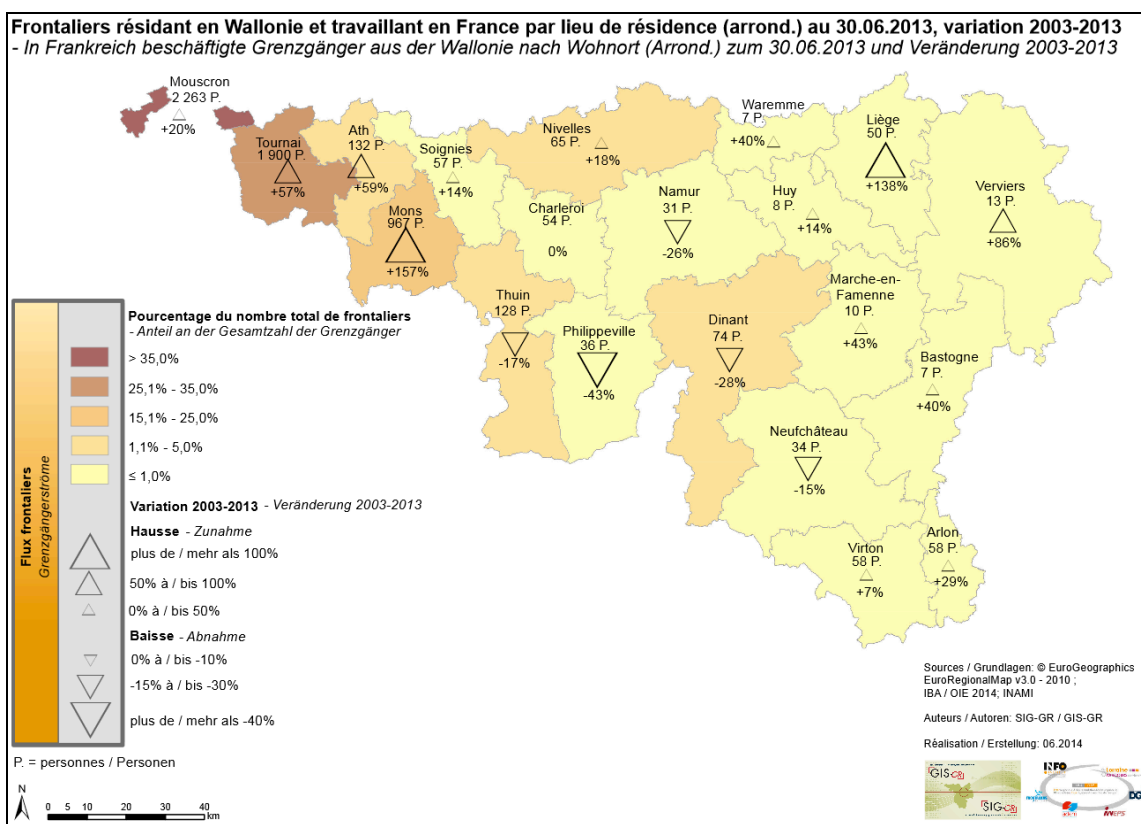 Frontaliers résidant en Wallonie et travaillant en France par lieu de résidence (arrond.) au 30.06.2013, variation 2003-2013
- In Frankreich beschäftigte Grenzgänger aus der Wallonie nach Wohnort (Arrond.) zum 30.06.2013 und Veränderung 2003-2013
Mouscron
2 263 P.
+20%
Tournai
1 900 P.
+57%
Ath
132 P.
+59%
Soignies
57 P.
+14%
Mons
967 P.
+157%
Nivelles
65 P.
+18%
Charleroi
54 P.
0%
Thuin
128 P.
-17%
Philippeville
36 P.
-43%
Namur
31 P.
-26%
Dinant
74 P.
-28%
Waremme
7 P.
+40%
Huy
8 P.
+14%
Liège
50 P.
+138%
Verviers
13 P.
+86%
Marche-en-
Famenne
10 P.
+43%
Bastogne
7 P.
+40%
Neufchâteau
34 P.
-15%
Virton
58 P.
+7%
Arlon
58 P.
+29%
Flux frontaliers
Grenzgängerströme
Pourcentage du nombre total de frontaliers
- Anteil an der Gesamtzahl der Grenzgänger
> 35,0%
25,1% - 35,0%
15,1% - 25,0%
1,1% - 5,0%
≤ 1,0%
Variation 2003-2013 - Veränderung 2003-2013
Hausse - Zunahme
plus de / mehr als 100%
50% à / bis 100%
0% à / bis 50%
Baisse - Abnahme
0% à / bis -10%
-15% à / bis -30%
plus de / mehr als -40%
P. = personnes / Personen
N
0 5 10 20 30 40
km
Sources / Grundlagen: © EuroGeographics
EuroRegionalMap v3.0 - 2010 ;
IBA / OIE 2014; INAMI
Auteurs / Autoren: SIG-GR / GIS-GR
Réalisation / Erstellung: 06.2014
GIS-GR
SIG-GR
INFO